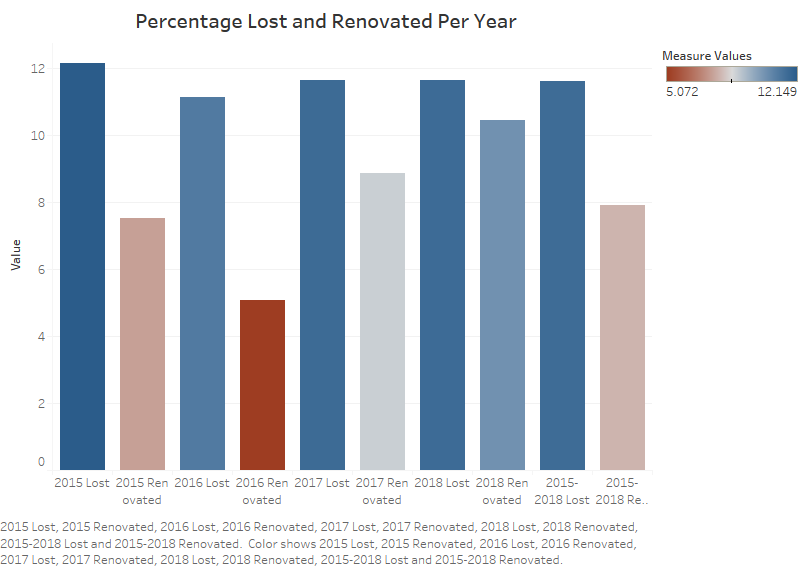 Percentage Lost and Renovated Per Year
Measure Values
5.072 12.149
12
10
8
6
4
2
0
Value
2015 Lost 2015 Ren 2016 Lost 2016 Ren 2017 Lost 2017 Ren 2018 Lost 2018 Ren 2015- 2015-
ovated ovated ovated ovated 2018 Lost 2018 Re..
2015 Lost, 2015 Renovated, 2016 Lost, 2016 Renovated, 2017 Lost, 2017 Renovated, 2018 Lost, 2018 Renovated,
2015-2018 Lost and 2015-2018 Renovated. Color shows 2015 Lost, 2015 Renovated, 2016 Lost, 2016 Renovated,
2017 Lost, 2017 Renovated, 2018 Lost, 2018 Renovated, 2015-2018 Lost and 2015-2018 Renovated.